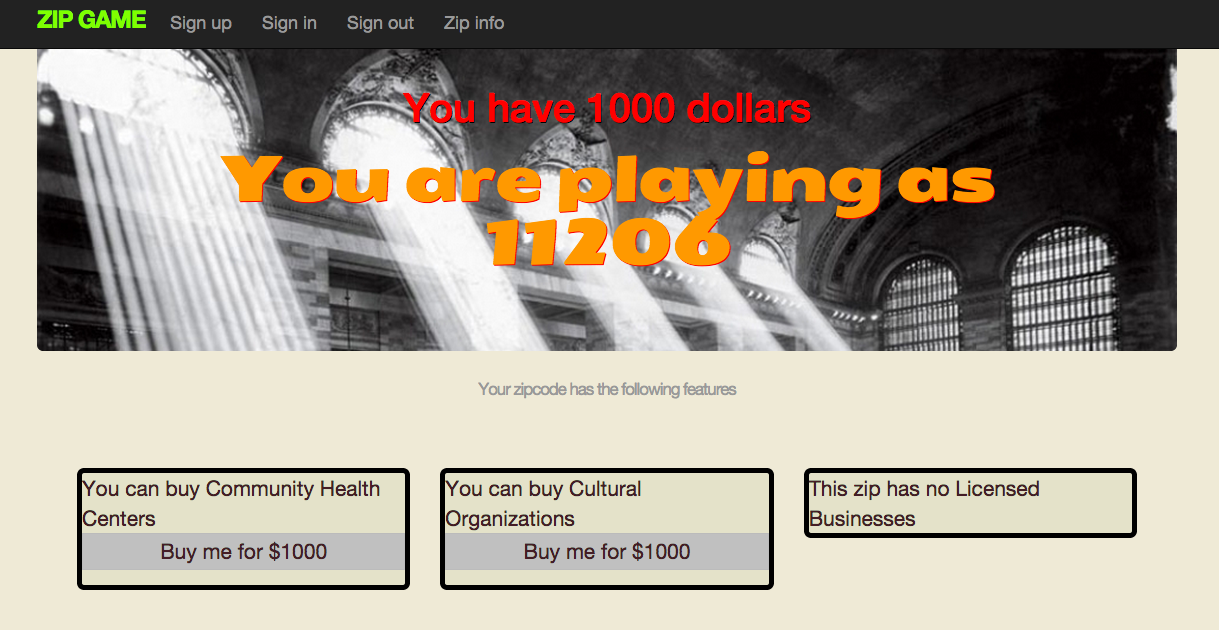 ZIP GAME Sign up Sign in Sign out Zip info
You have 1000 dollars
You are playing as
11206
Your zipcode has the following features
You can buy Community Health
Centers
Buy me for $1000
You can buy Cultural
Organizations
Buy me for $1000
This zip has no Licensed
Businesses